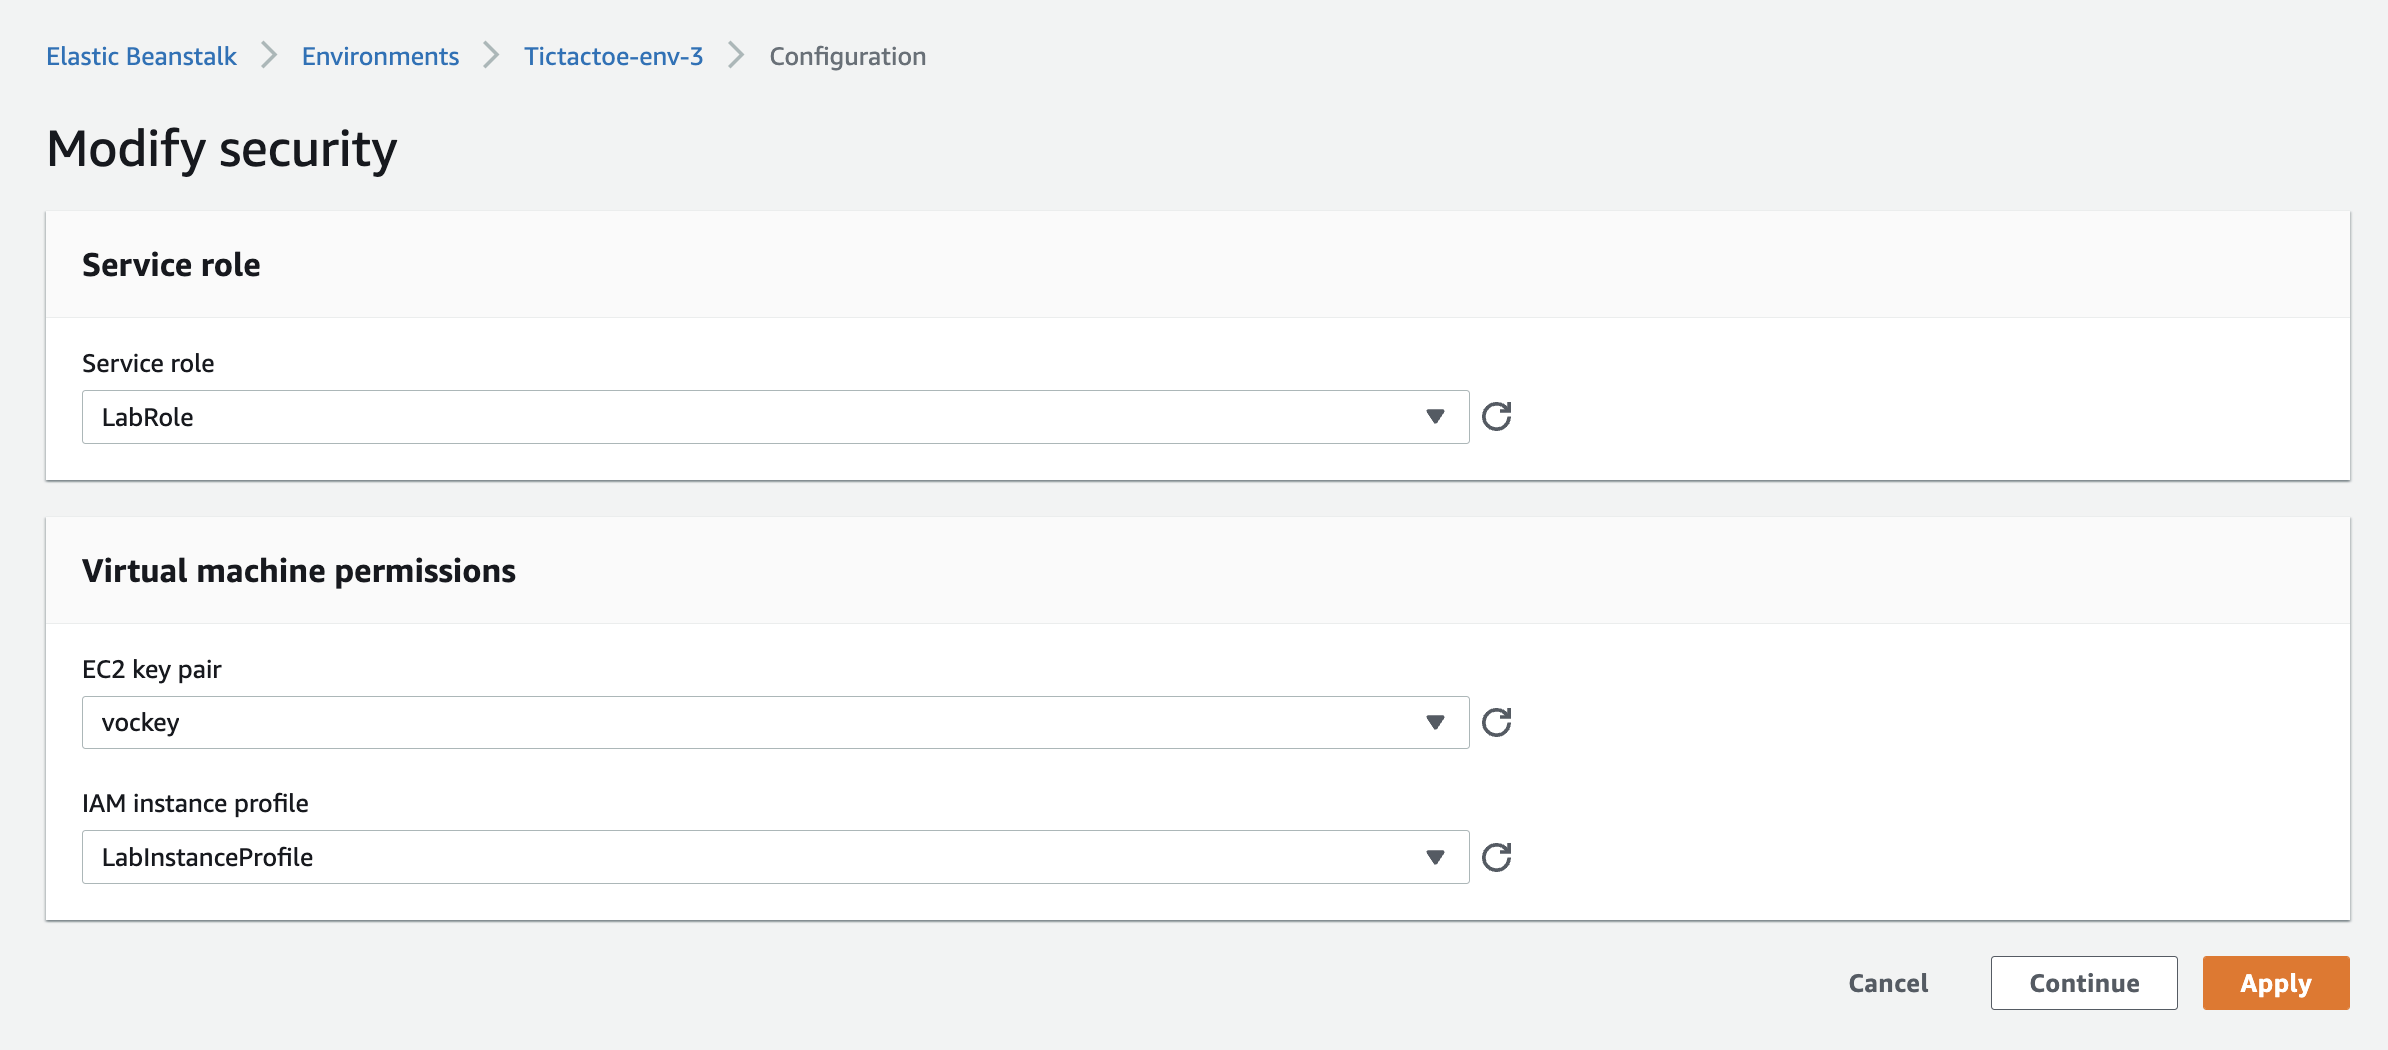 Elastic Beanstalk Environments Tictactoe-env-3 Configuration
Modify security
Service role
Service role
LabRole
Virtual machine permissions
EC2 key pair
vockey
IAM instance profile
LabInstanceProfile
Cancel Continue Apply